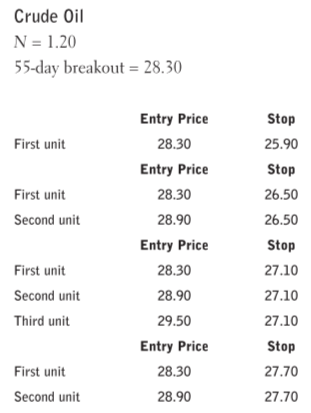 Crude Oil
N = 1.20
55-day breakout = 28.30
Entry Price Stop
First unit 28.30 25.90
Entry Price Stop
First unit 28.30 26.50
Second unit 28.90 26.50
Entry Price Stop
First unit 28.30 27.10
Second unit 28.90 27.10
Third unit 29.50 27.10
Entry Price Stop
First unit 28.30 27.70
Second unit 28.90 27.70